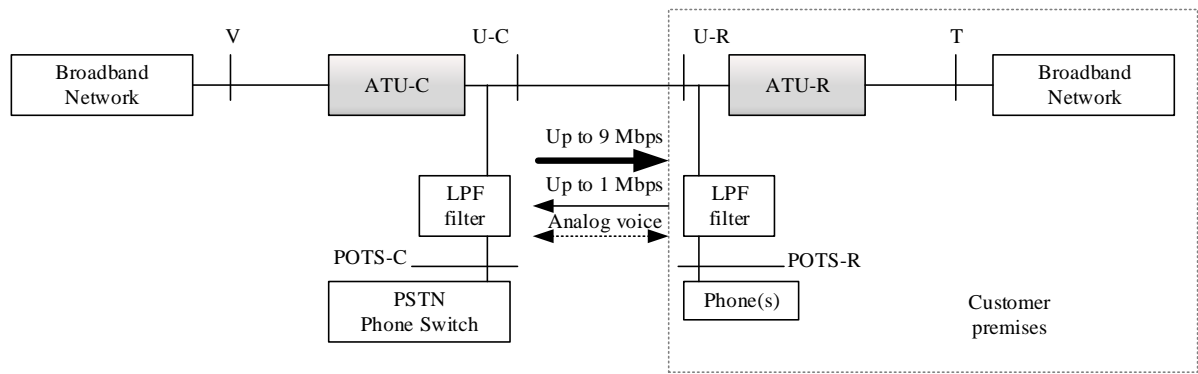 V
U-C
U-R
T
Broadband
Network
ATU-C
ATU-R
Broadband
Network
Up to 9 Mbps
LPF
filter
Up to 1 Mbps
Analog voice
LPF
filter
POTS-C
POTS-R
PSTN
Phone Switch
Phone(s)
Customer
premises